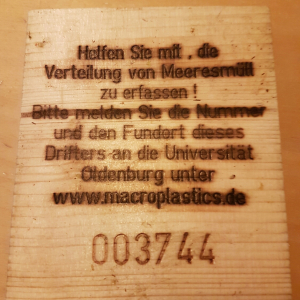 Helfen Sie mit, die
Verteilung von Meeresmüll
zu erfassen!
Bitte melden Sie die Nummer
und den Fundort dieses
Drifters an die Universität
Oldenburg unter
www.macroplastics.de
003744